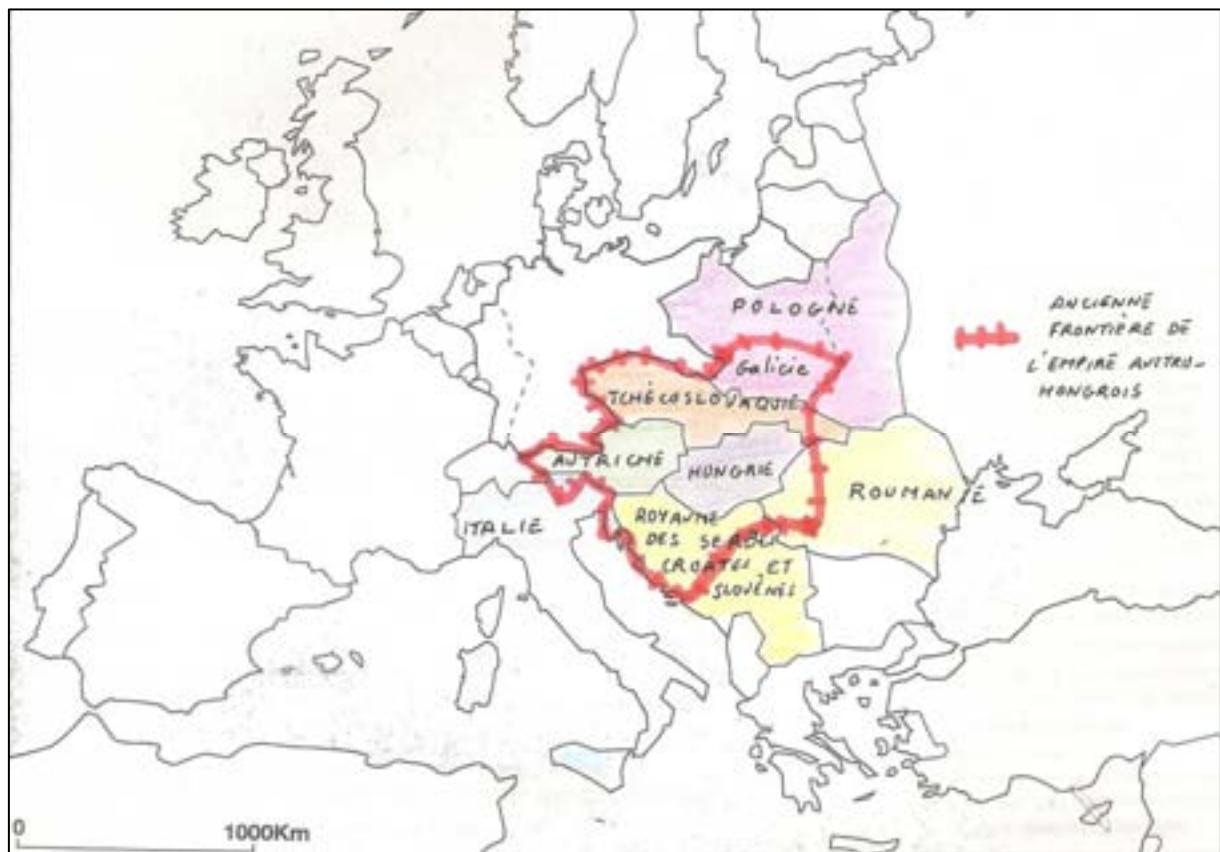 POLOGNE
Galicie
TCHÉCOSLOVAQUIE
AUTRICHE
HONGRIE
ROUMANIE
ITALIE
ROYAUME
DES SERBES
CROATES ET
SLOVÈNES
ANCIENNE
FRONTIÈRE DE
L'EMPIRE AUSTRO-
HONGROIS
0 1000Km